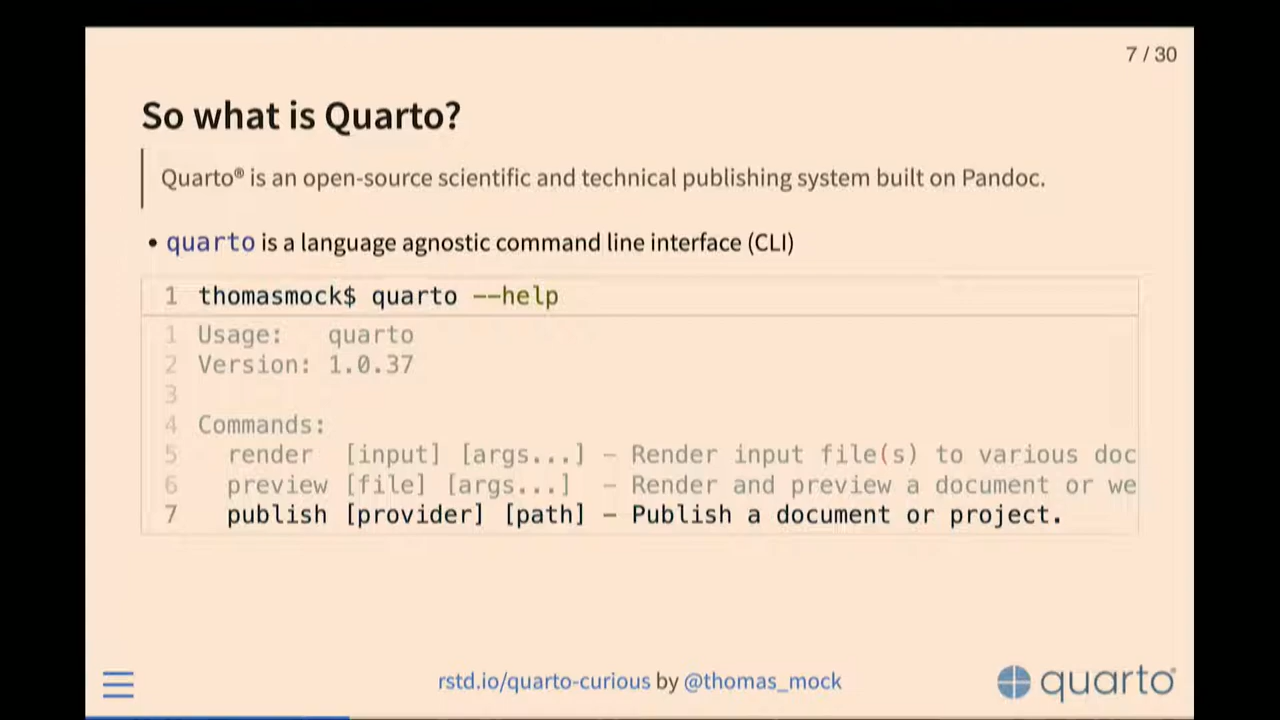 7 / 30
So what is Quarto?
Quarto® is an open-source scientific and technical publishing system built on Pandoc.
• quarto is a language agnostic command line interface (CLI)
1 thomasmock$ quarto --help
1 Usage: quarto
2 Version: 1.0.37
3
4 Commands:
5 render [input] [args...] - Render input file(s) to various doc
6 preview [file] [args...] - Render and preview a document or we
7 publish [provider] [path] - Publish a document or project.
rstd.io/quarto-curious by @thomas_mock
quarto